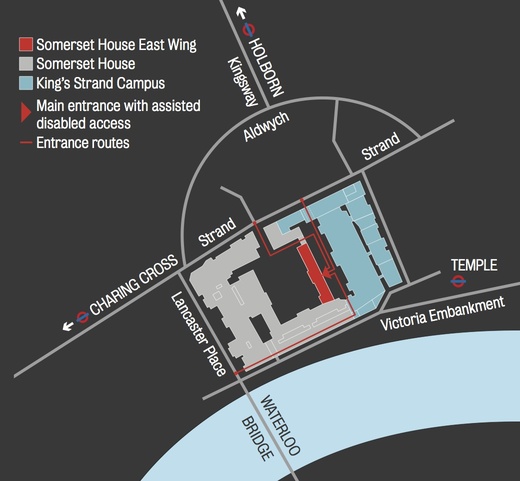 Somerset House East Wing
Somerset House
King's Strand Campus
Main entrance with assisted
disabled access
Entrance routes
HOLBORN
Kingsway
Aldwych
Strand
Strand
CHARING CROSS
Lancaster Place
TEMPLE
Victoria Embankment
WATERLOO
BRIDGE